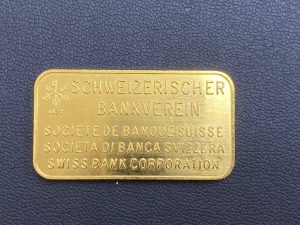 SCHWEIZERISCHER
BANKVEREIN
SOCIETE DE BANQUE SUISSE
SOCIETA DI BANCA SVIZZERA
SWISS BANK CORPORATION